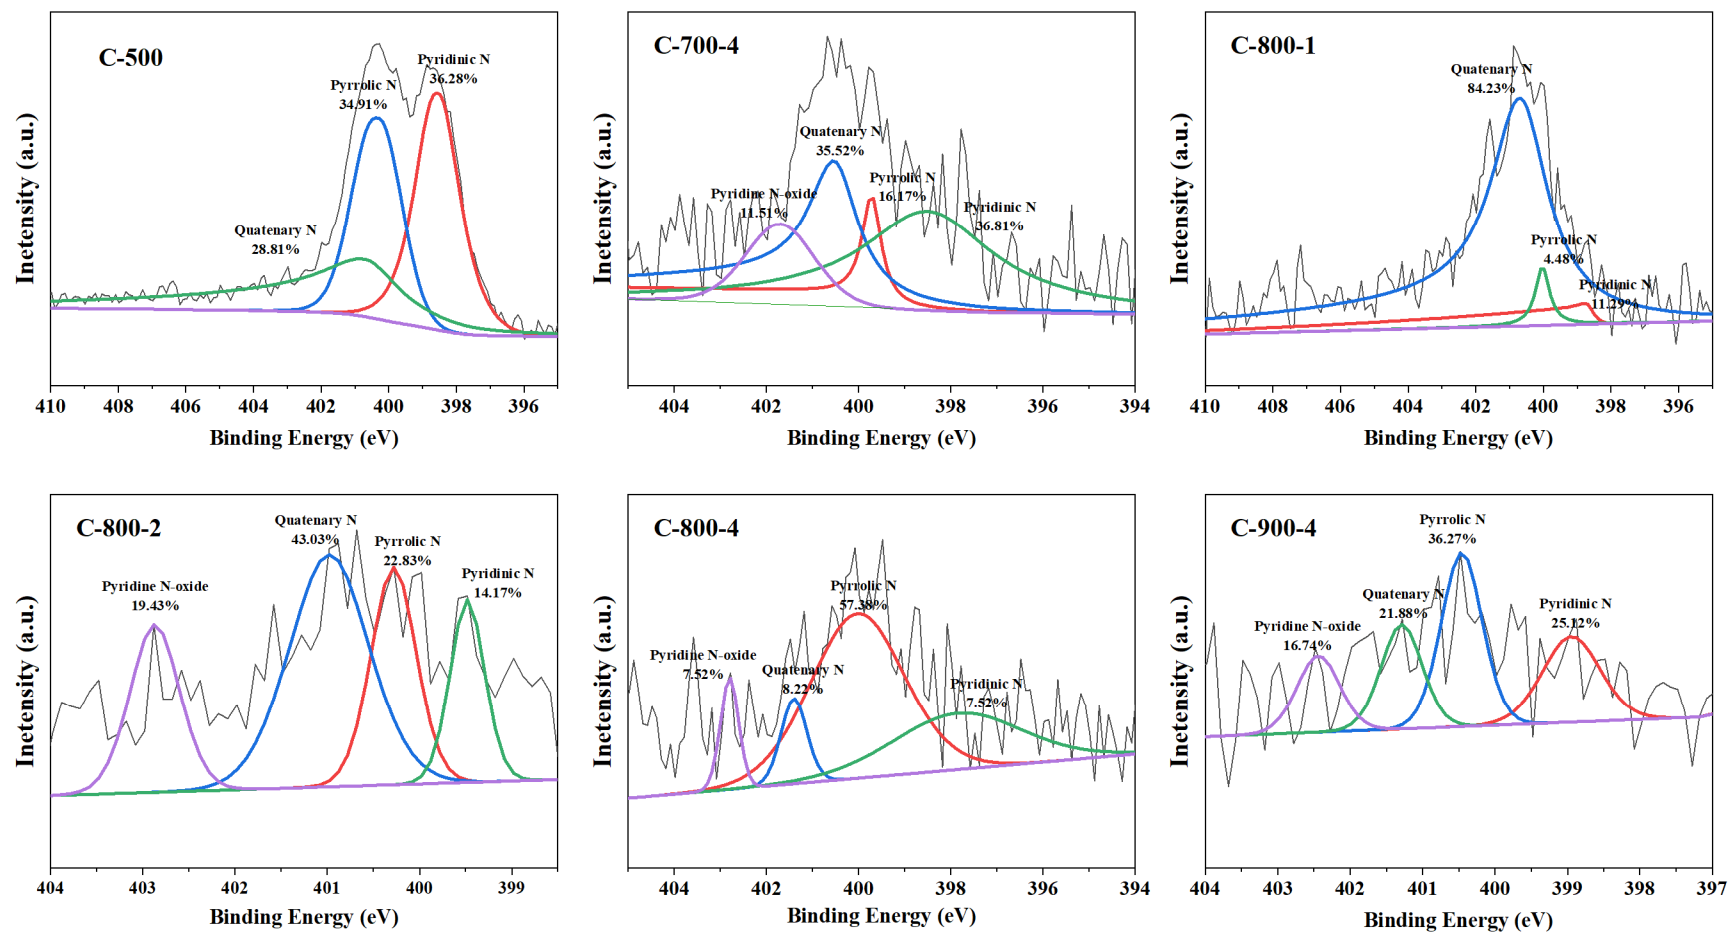 C-500
Pyridinic N
36.28%
Pyrrolic N
34.91%
Quatenary N
28.81%
Inetensity (a.u.)
410 408 406 404 402 400 398 396
Binding Energy (eV)
C-700-4
Quatenary N
35.52%
Pyrrolic N
16.17%
Pyridine N-oxide
11.51%
Pyridinic N
36.81%
Inetensity (a.u.)
404 402 400 398 396 394
Binding Energy (eV)
C-800-1
Quatenary N
84.23%
Pyrrolic N
4.48%
Pyridinic N
11.29%
Inetensity (a.u.)
410 408 406 404 402 400 398 396
Binding Energy (eV)
C-800-2
Quatenary N
43.03%
Pyrrolic N
22.83%
Pyridinic N
14.17%
Pyridine N-oxide
19.43%
Inetensity (a.u.)
404 403 402 401 400 399
Binding Energy (eV)
C-800-4
Pyrrolic N
57.38%
Pyridine N-oxide
7.52%
Quatenary N
8.22%
Pyridinic N
7.52%
Inetensity (a.u.)
404 402 400 398 396 394
Binding Energy (eV)
C-900-4
Pyrrolic N
36.27%
Quatenary N
21.88%
Pyridinic N
25.12%
Pyridine N-oxide
16.74%
Inetensity (a.u.)
404 403 402 401 400 399 398 397
Binding Energy (eV)